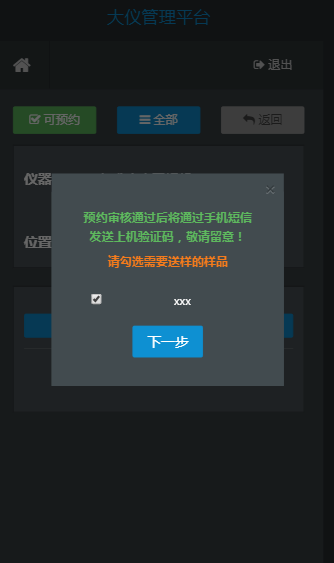 大仪管理平台
退出
可预约
全部
返回
仪器
×
预约审核通过后将通过手机短信
发送上机验证码，敬请留意！
位置
请勾选需要送样的样品
xxx
下一步